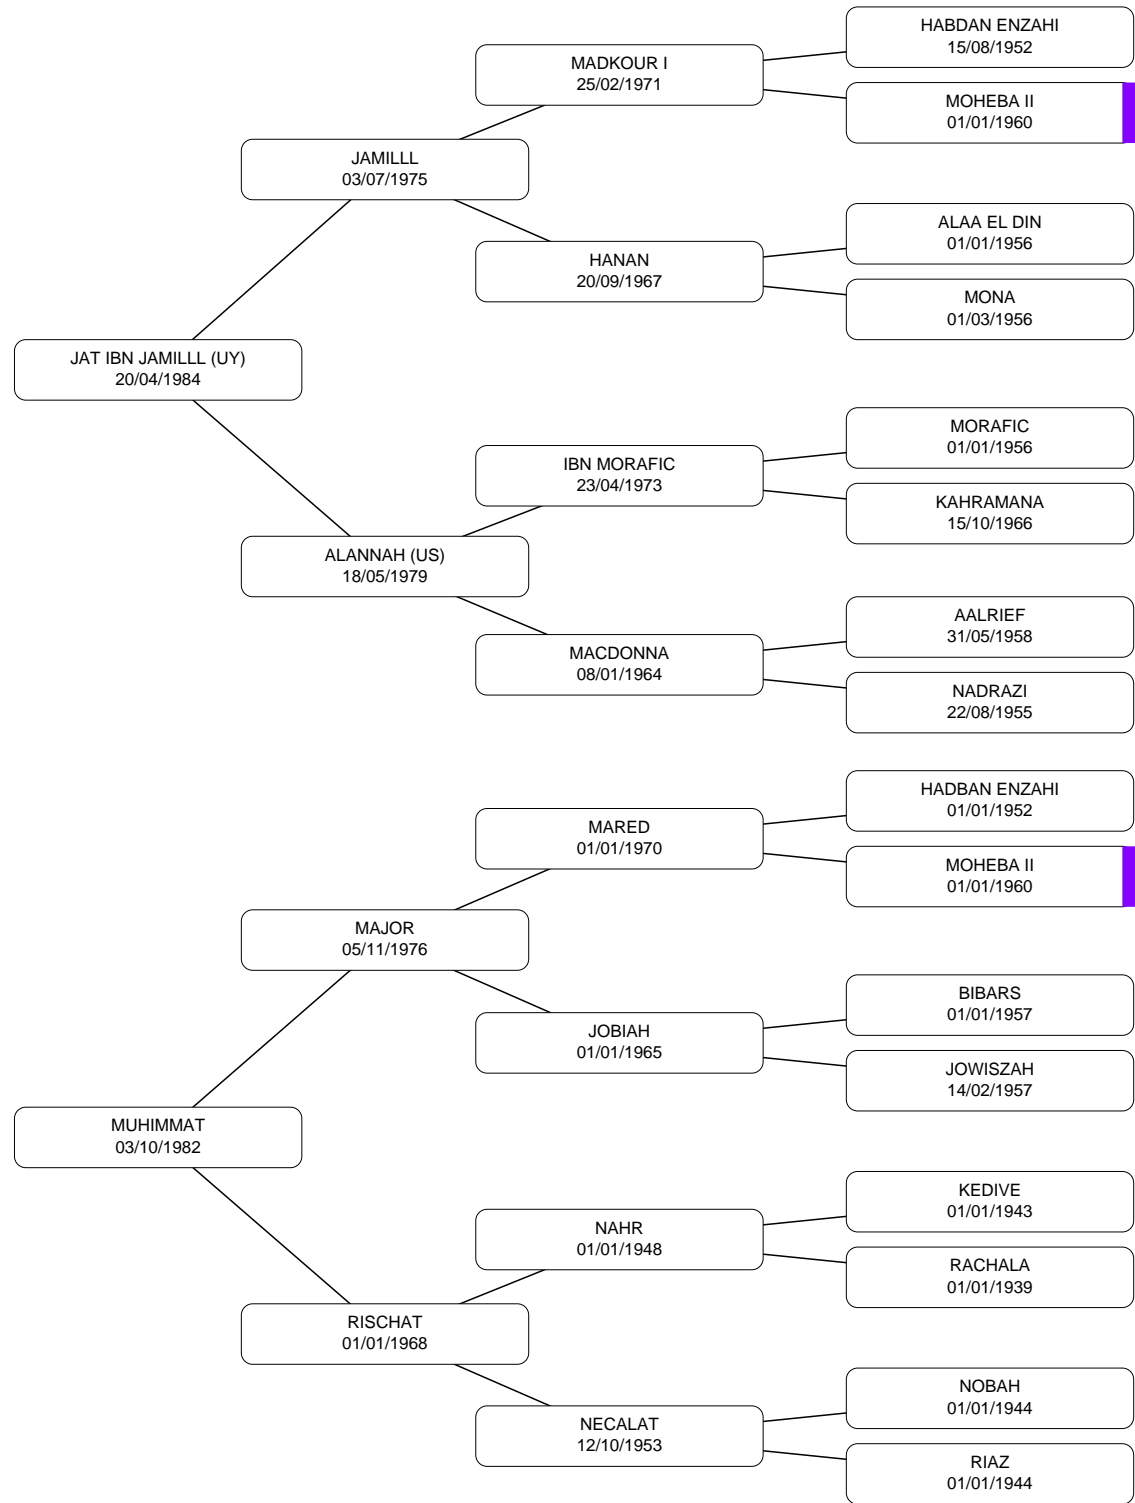 HABDAN ENZAHI
15/08/1952
MADKOUR I
25/02/1971
MOHEBA II
01/01/1960
JAMILLL
03/07/1975
ALAA EL DIN
01/01/1956
HANAN
20/09/1967
MONA
01/03/1956
JAT IBN JAMILLL (UY)
20/04/1984
MORAFIC
01/01/1956
IBN MORAFIC
23/04/1973
KAHRAMANA
15/10/1966
ALANNAH (US)
18/05/1979
AALRIEF
31/05/1958
MACDONNA
08/01/1964
NADRAZI
22/08/1955
HADBAN ENZAHI
01/01/1952
MARED
01/01/1970
MOHEBA II
01/01/1960
MAJOR
05/11/1976
BIBARS
01/01/1957
JOBIAH
01/01/1965
JOWISZAH
14/02/1957
MUHIMMAT
03/10/1982
KEDIVE
01/01/1943
NAHR
01/01/1948
RACHALA
01/01/1939
RISCHAT
01/01/1968
NOBAH
01/01/1944
NECALAT
12/10/1953
RIAZ
01/01/1944